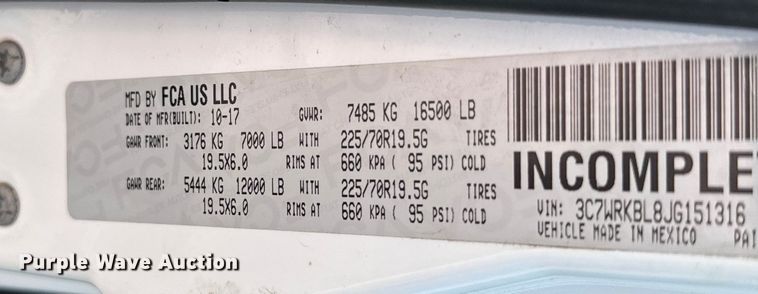 MFD BY FCA US LLC
DATE OF MFR(BUILT): 10-17 GVWR: 7485 KG 16500 LB
GAWR FRONT: 3176 KG 7000 LB WITH 225/70R19.5G TIRES
19.5X6.0 RIMS AT 660 KPA ( 95 PSI) COLD
GAWR REAR: 5444 KG 12000 LB WITH 225/70R19.5G TIRES
19.5X6.0 RIMS AT 660 KPA ( 95 PSI) COLD
INCOMPLE
VIN: 3C7WRKBL8JG151316
VEHICLE MADE IN MEXICO PAI
Purple Wave Auction